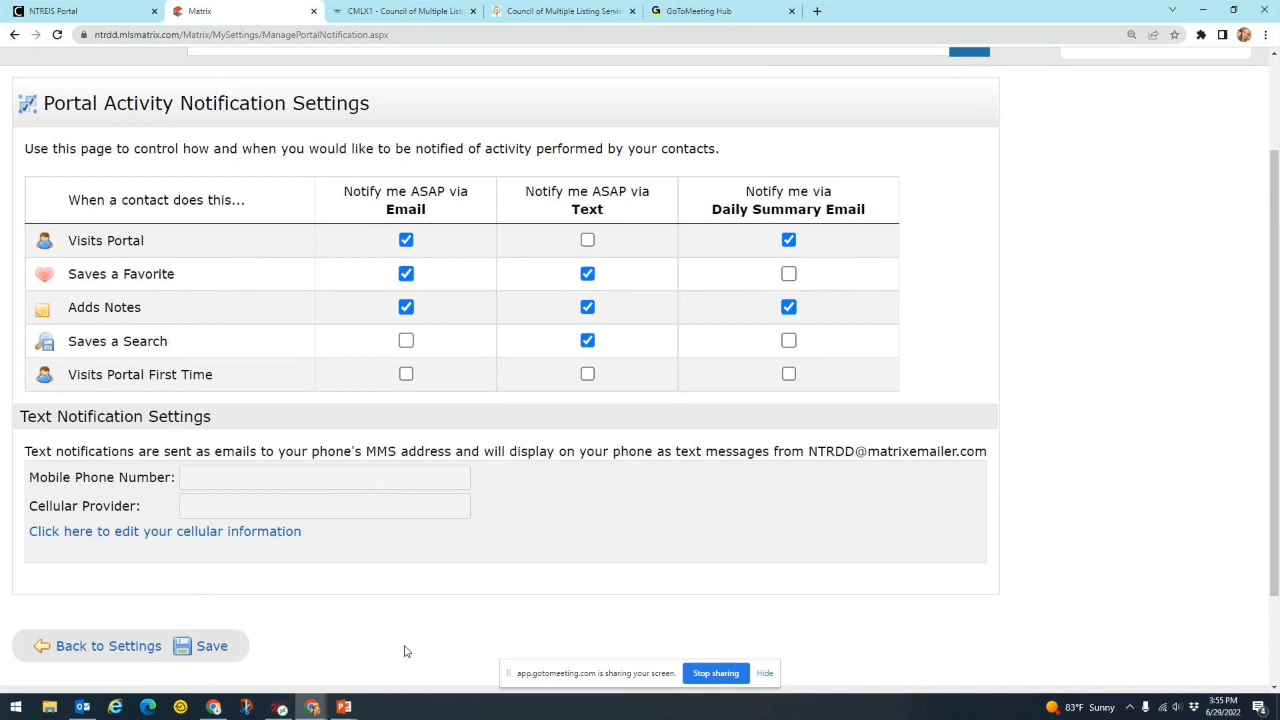 NTREIS Portal
Matrix
CMLX1 - Council of Multiple Listi
Council of Multiple Listing Servic
GoToMeeting Hub
ntrdd.mlsmatrix.com/Matrix/MySettings/ManagePortalNotification.aspx
Portal Activity Notification Settings
Use this page to control how and when you would like to be notified of activity performed by your contacts.
When a contact does this...
Notify me ASAP via
Email
Notify me ASAP via
Text
Notify me via
Daily Summary Email
Visits Portal
Saves a Favorite
Adds Notes
Saves a Search
Visits Portal First Time
Text Notification Settings
Text notifications are sent as emails to your phone's MMS address and will display on your phone as text messages from NTRDD@matrixemailer.com
Mobile Phone Number:
Cellular Provider:
Click here to edit your cellular information
Back to Settings Save
app.gotomeeting.com is sharing your screen. Stop sharing Hide
83°F Sunny
3:55 PM
6/29/2022